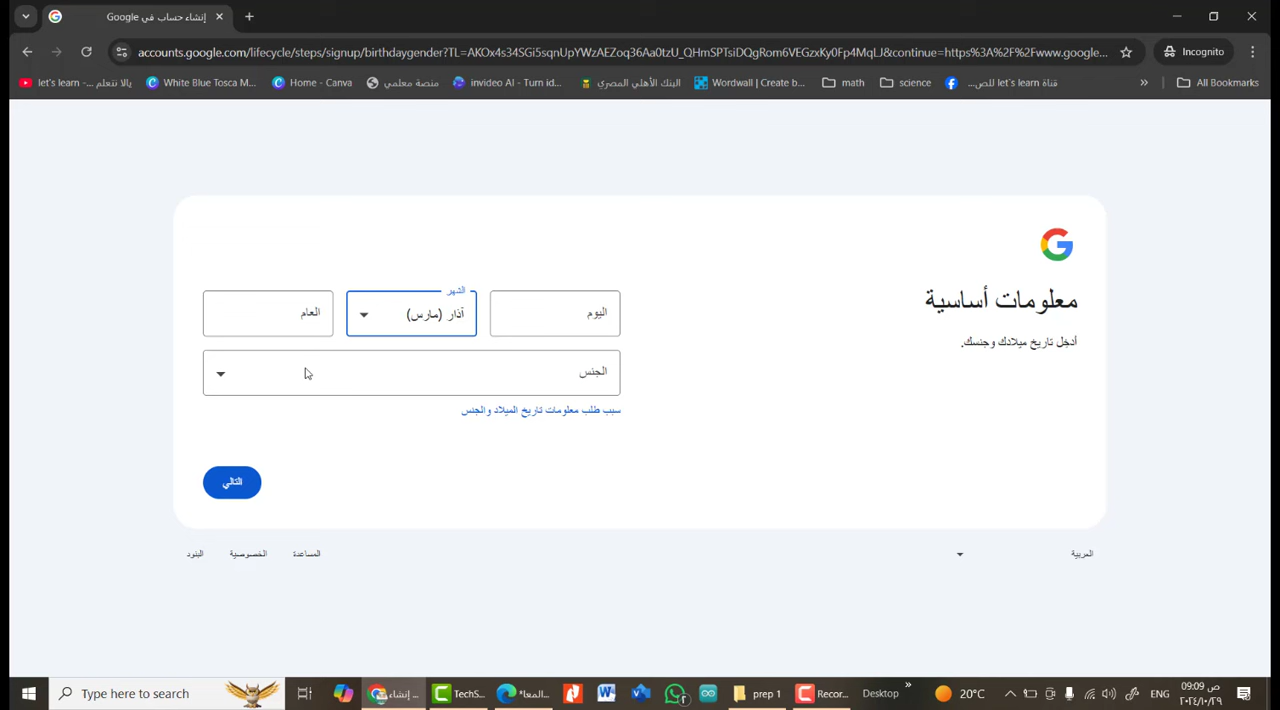 إنشاء حساب في Google
accounts.google.com/lifecycle/steps/signup/birthdaygender?TL=AKOx4s34SGi5sqnUpYWzAEZoq36Aa0tzU_QHmSPTsiDQgRom6VEGzxKy0Fp4MqLJ&continue=https%3A%2F%2Fwww.google...
Incognito
let's learn -... يالا نتعلم
White Blue Tosca M...
Home - Canva
منصة معلمي
invideo AI - Turn id...
البنك الأهلي المصري
Wordwall | Create b...
math
science
قناة let's learn للص...
All Bookmarks
معلومات أساسية
أدخِل تاريخ ميلادك وجنسك.
اليوم
الشهر
آذار (مارس)
العام
الجنس
سبب طلب معلومات تاريخ الميلاد والجنس
التالي
العربية
المساعدة
الخصوصية
البنود
Type here to search
إنشاء ...
TechS...
المعا*...
prep 1
Recor...
Desktop
20°C
ENG
ص 09:09
٢٠٢٤/١٠/٢٩